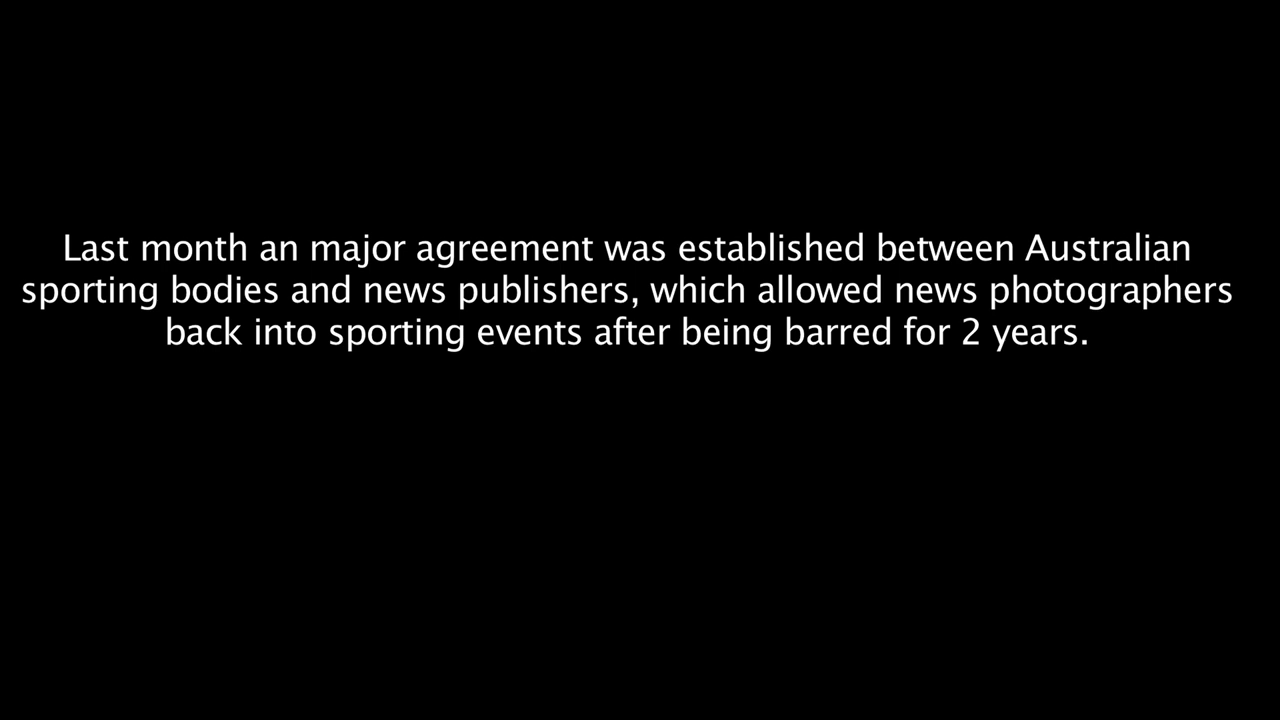 Last month an major agreement was established between Australian
sporting bodies and news publishers, which allowed news photographers
back into sporting events after being barred for 2 years.